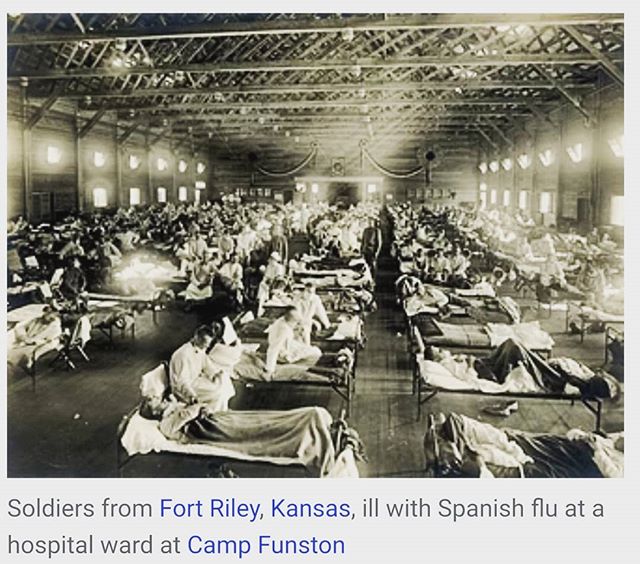 Soldiers from Fort Riley, Kansas, ill with Spanish flu at a
hospital ward at Camp Funston